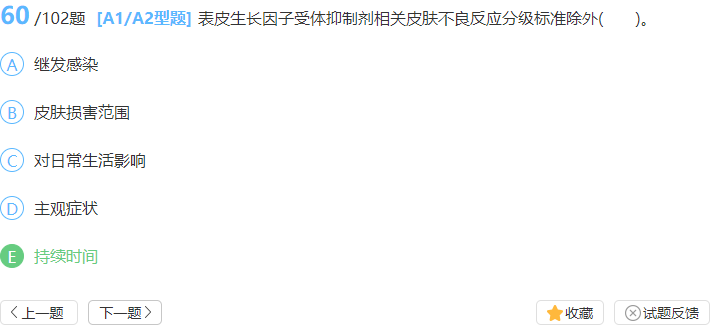 60/102题 [A1/A2型题] 表皮生长因子受体抑制剂相关皮肤不良反应分级标准除外(  )。
A 继发感染
B 皮肤损害范围
C 对日常生活影响
D 主观症状
E 持续时间
上一题 下一题 收藏 试题反馈